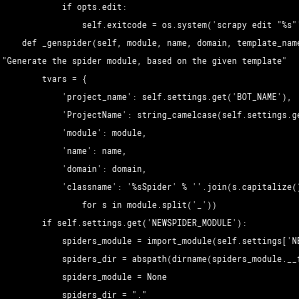 if opts.edit:
self.exitcode = os.system('scrapy edit "%s"
def _genspider(self, module, name, domain, template_name
"Generate the spider module, based on the given template"
tvars = {
'project_name': self.settings.get('BOT_NAME'),
'ProjectName': string_camelcase(self.settings.ge
'module': module,
'name': name,
'domain': domain,
'classname': '%sSpider' % ''.join(s.capitalize()
for s in module.split('_'))
if self.settings.get('NEWSPIDER_MODULE'):
spiders_module = import_module(self.settings['NE
spiders_dir = abspath(dirname(spiders_module.__f
spiders_module = None
spiders_dir = "."